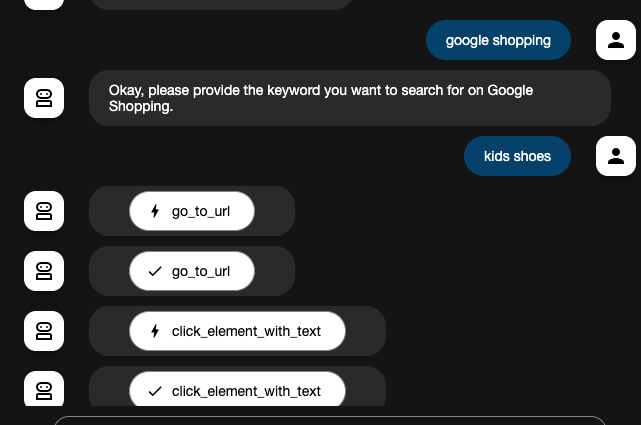 google shopping
Okay, please provide the keyword you want to search for on Google
Shopping.
kids shoes
go_to_url
go_to_url
click_element_with_text
click_element_with_text